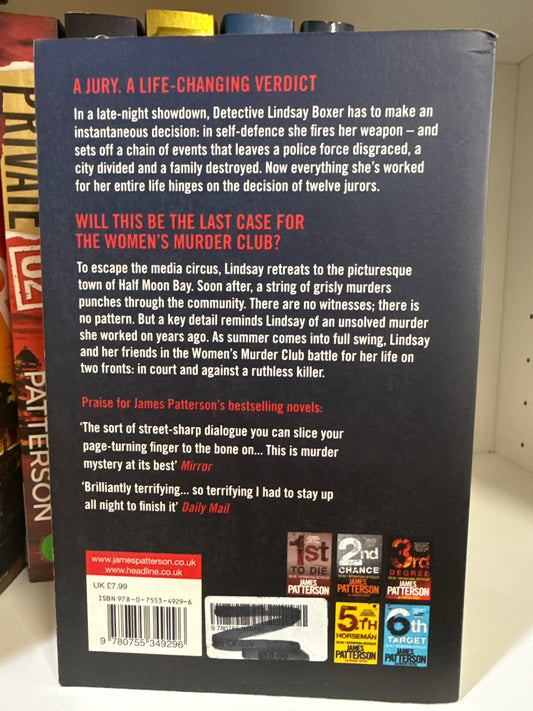 A JURY. A LIFE-CHANGING VERDICT
In a late-night showdown, Detective Lindsay Boxer has to make an
instantaneous decision: in self-defence she fires her weapon – and
sets off a chain of events that leaves a police force disgraced, a
city divided and a family destroyed. Now everything she's worked
for her entire life hinges on the decision of twelve jurors.
WILL THIS BE THE LAST CASE FOR
THE WOMEN'S MURDER CLUB?
To escape the media circus, Lindsay retreats to the picturesque
town of Half Moon Bay. Soon after, a string of grisly murders
punches through the community. There are no witnesses; there is
no pattern. But a key detail reminds Lindsay of an unsolved murder
she worked on years ago. As summer comes into full swing, Lindsay
and her friends in the Women's Murder Club battle for her life on
two fronts: in court and against a ruthless killer.
Praise for James Patterson's bestselling novels:
'The sort of street-sharp dialogue you can slice your
page-turning finger to the bone on... This is murder
mystery at its best' Mirror
'Brilliantly terrifying... so terrifying I had to stay up
all night to finish it' Daily Mail
www.jamespatterson.co.uk
www.headline.co.uk
UK £7.99
ISBN 978-0-7553-4929-6
9 780755 349296
1st
TO DIE
JAMES
PATTERSON
2nd
CHANCE
JAMES
PATTERSON
3rd
DEGREE
JAMES
PATTERSON
5TH
HORSEMAN
JAMES
PATTERSON
6th
TARGET
JAMES
PATTERSON
PRIVATE
OZ
PATTERSON